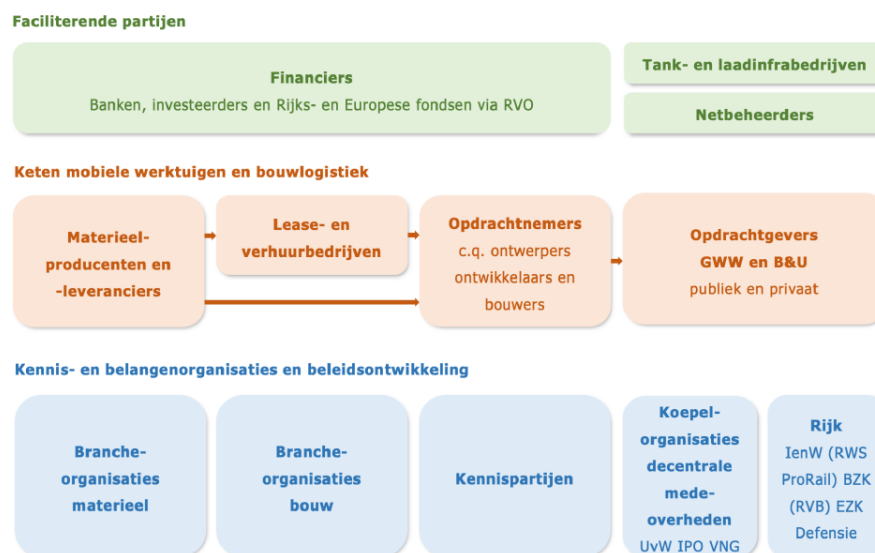 Faciliterende partijen
Financiers
Banken, investeerders en Rijks- en Europese fondsen via RVO
Tank- en laadinfrabedrijven
Netbeheerders
Keten mobiele werktuigen en bouwlogistiek
Materieel-
producenten en
-leveranciers
Lease- en
verhuurbedrijven
Opdrachtnemers
c.q. ontwerpers
ontwikkelaars en
bouwers
Opdrachtgevers
GWW en B&U
publiek en privaat
Kennis- en belangenorganisaties en beleidsontwikkeling
Branche-
organisaties
materieel
Branche-
organisaties
bouw
Kennispartijen
Koepel-
organisaties
decentrale
mede-
overheden
UvW IPO VNG
Rijk
IenW (RWS
ProRail) BZK
(RVB) EZK
Defensie